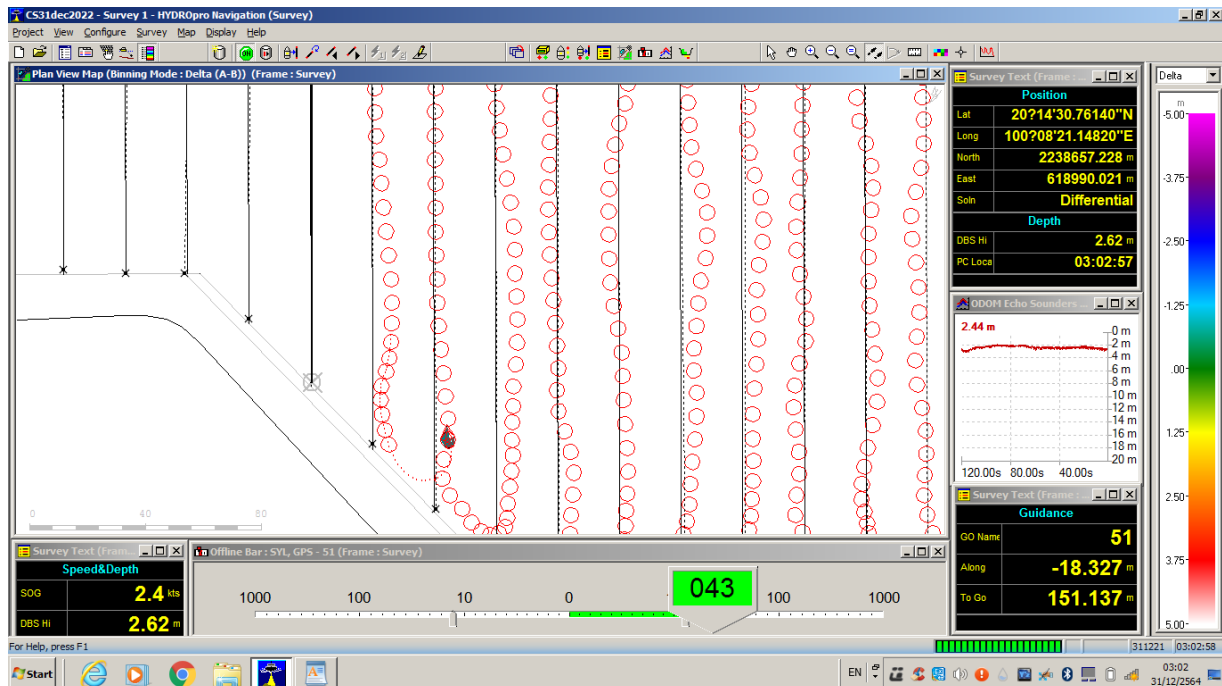 CS31dec2022 - Survey 1 - HYDROpro Navigation (Survey)
Project View Configure Survey Map Display Help
Plan View Map (Binning Mode : Delta (A-B)) (Frame : Survey)
0 40 80
Survey Text (Frame : ...
Position
Lat 20?14'30.76140"N
Long 100?08'21.14820"E
North 2238657.228 m
East 618990.021 m
Soln Differential
Depth
DBS Hi 2.62 m
PC Loca 03:02:57
ODOM Echo Sounders ...
2.44 m
0 m
2 m
4 m
6 m
8 m
10 m
12 m
14 m
16 m
18 m
20 m
120.00s 80.00s 40.00s
Survey Text (Frame : ...
Guidance
GO Name 51
Along -18.327 m
To Go 151.137 m
Delta
m
-5.00
-3.75
-2.50
-1.25
.00
1.25
2.50
3.75
5.00
Survey Text (Fram...
Speed&Depth
SOG 2.4 kts
DBS Hi 2.62 m
Offline Bar : SYL, GPS - 51 (Frame : Survey)
1000 100 10 0 043 100 1000
For Help, press F1
311221 03:02:58
Start
EN
03:02
31/12/2564